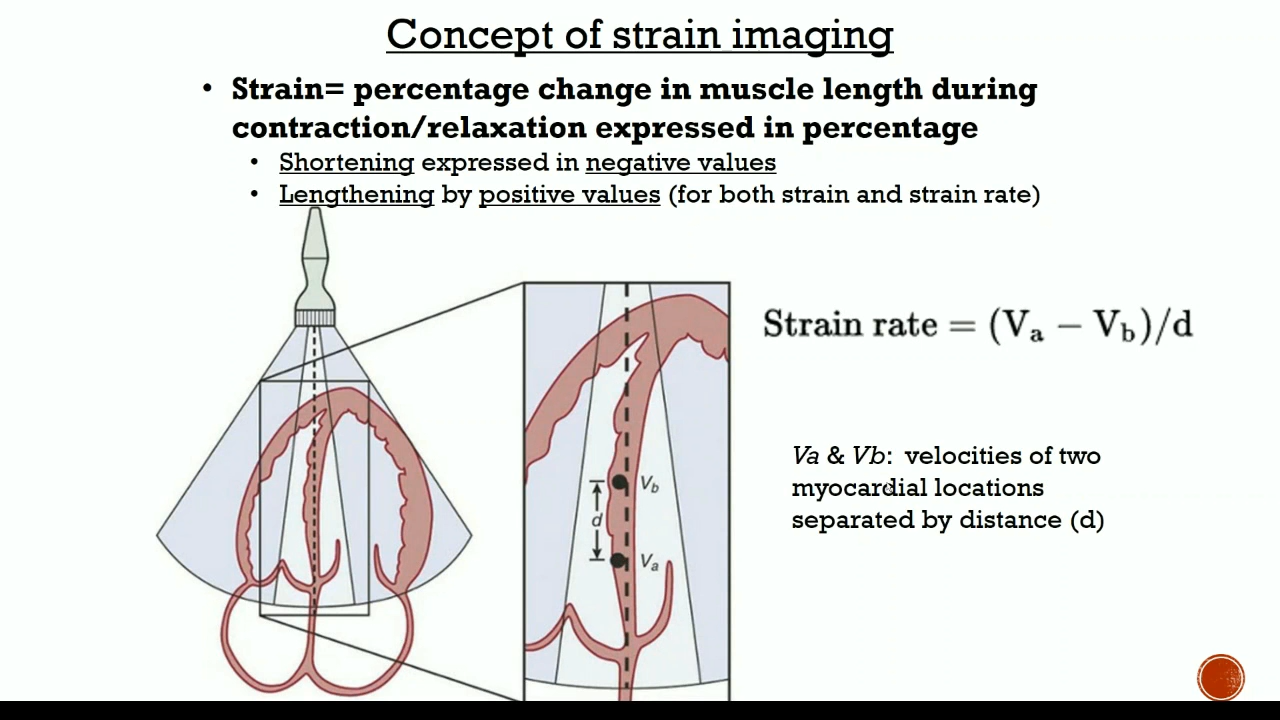 Concept of strain imaging
• Strain= percentage change in muscle length during
contraction/relaxation expressed in percentage
• Shortening expressed in negative values
• Lengthening by positive values (for both strain and strain rate)
Strain rate = (Va − Vb)/d
Va & Vb: velocities of two
myocardial locations
separated by distance (d)
Vb
d
Va